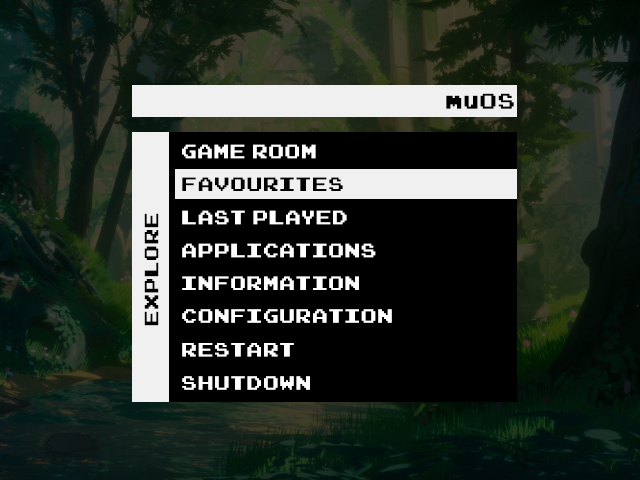 muOS
EXPLORE
GAME ROOM
FAVOURITES
LAST PLAYED
APPLICATIONS
INFORMATION
CONFIGURATION
RESTART
SHUTDOWN